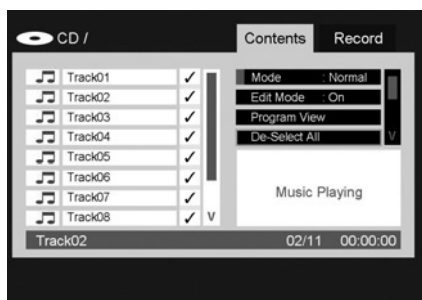 CD /
Contents Record
Track01 ✓
Track02 ✓
Track03 ✓
Track04 ✓
Track05 ✓
Track06 ✓
Track07 ✓
Track08 ✓ V
Mode : Normal
Edit Mode : On
Program View
De-Select All V
Music Playing
Track02 02/11 00:00:00